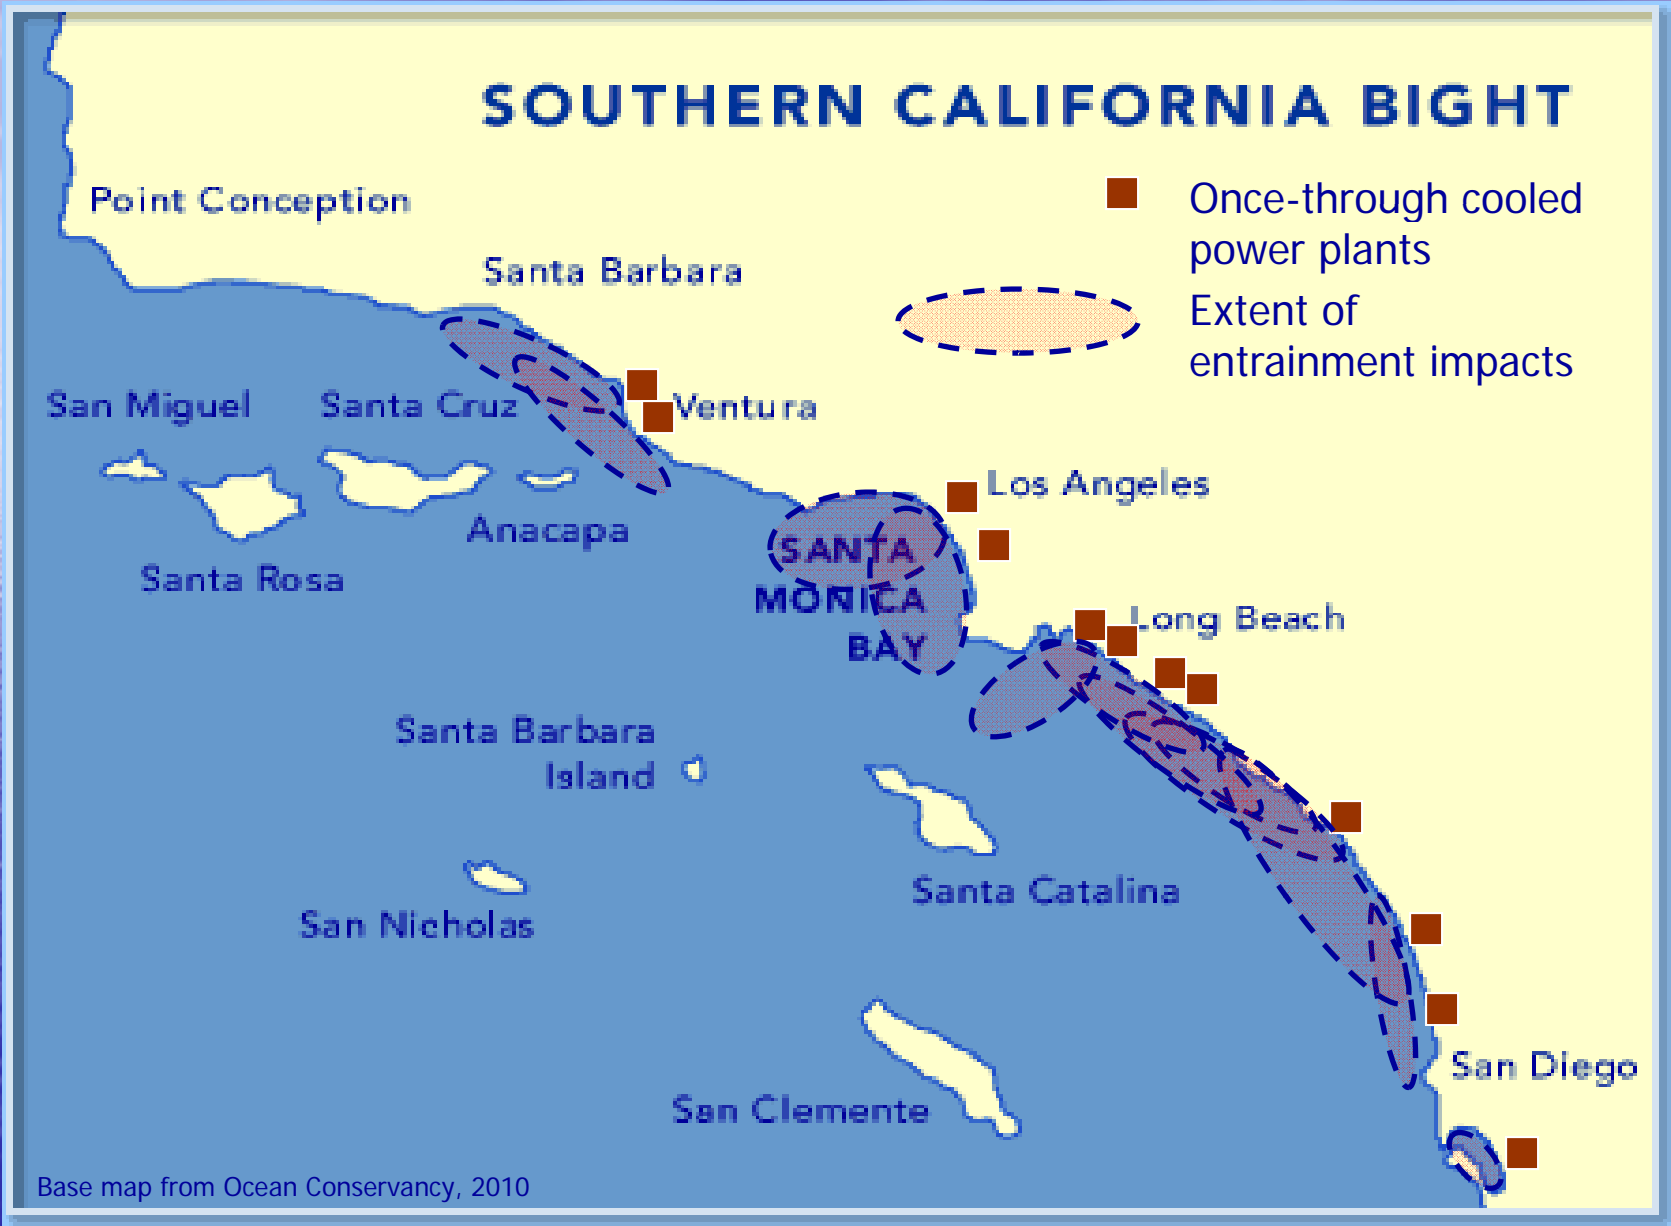 SOUTHERN CALIFORNIA BIGHT
Once-through cooled
power plants
Extent of
entrainment impacts
Point Conception
Santa Barbara
San Miguel
Santa Cruz
Ventura
Los Angeles
Anacapa
Santa Rosa
SANTA
MONICA
BAY
Long Beach
Santa Barbara
Island
Santa Catalina
San Nicholas
San Diego
San Clemente
Base map from Ocean Conservancy, 2010